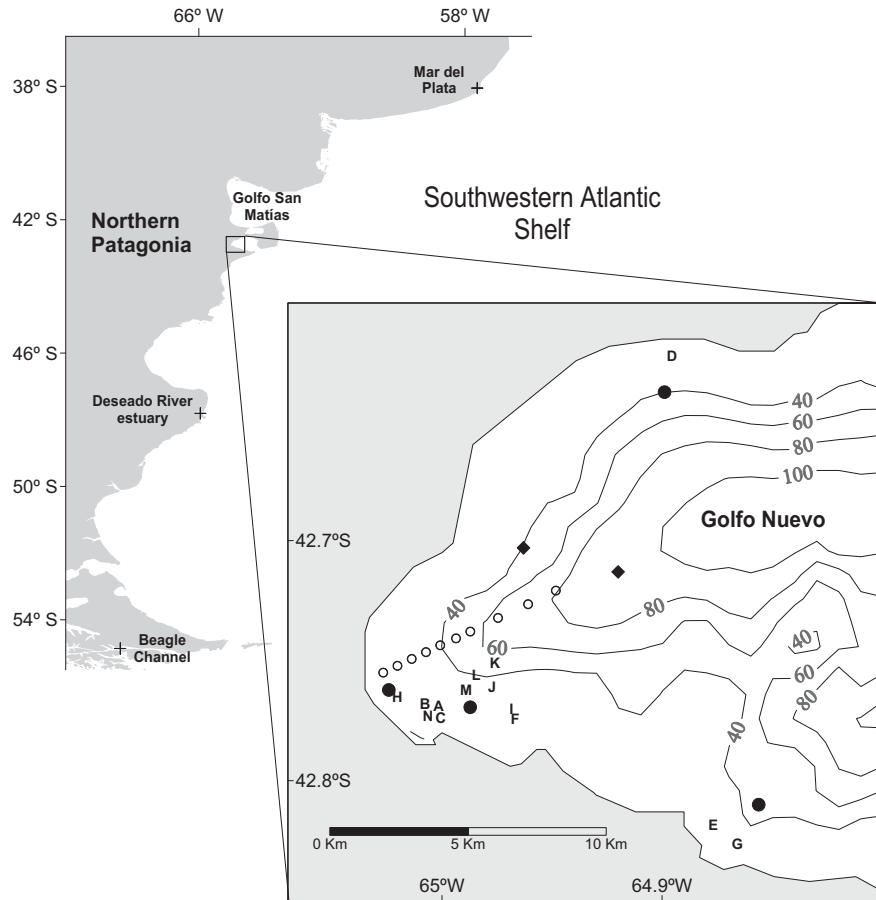 66º W
58º W
38º S
Mar del
Plata
42º S
Golfo San
Matías
Northern
Patagonia
Southwestern Atlantic
Shelf
46º S
Deseado River
estuary
50º S
54º S
Beagle
Channel
D
40
60
80
100
Golfo Nuevo
42.7ºS
40
80
60
40
K
L
J
M
60
80
H
B
A
N
C
I
F
40
42.8ºS
E
G
0 Km
5 Km
10 Km
65ºW
64.9ºW